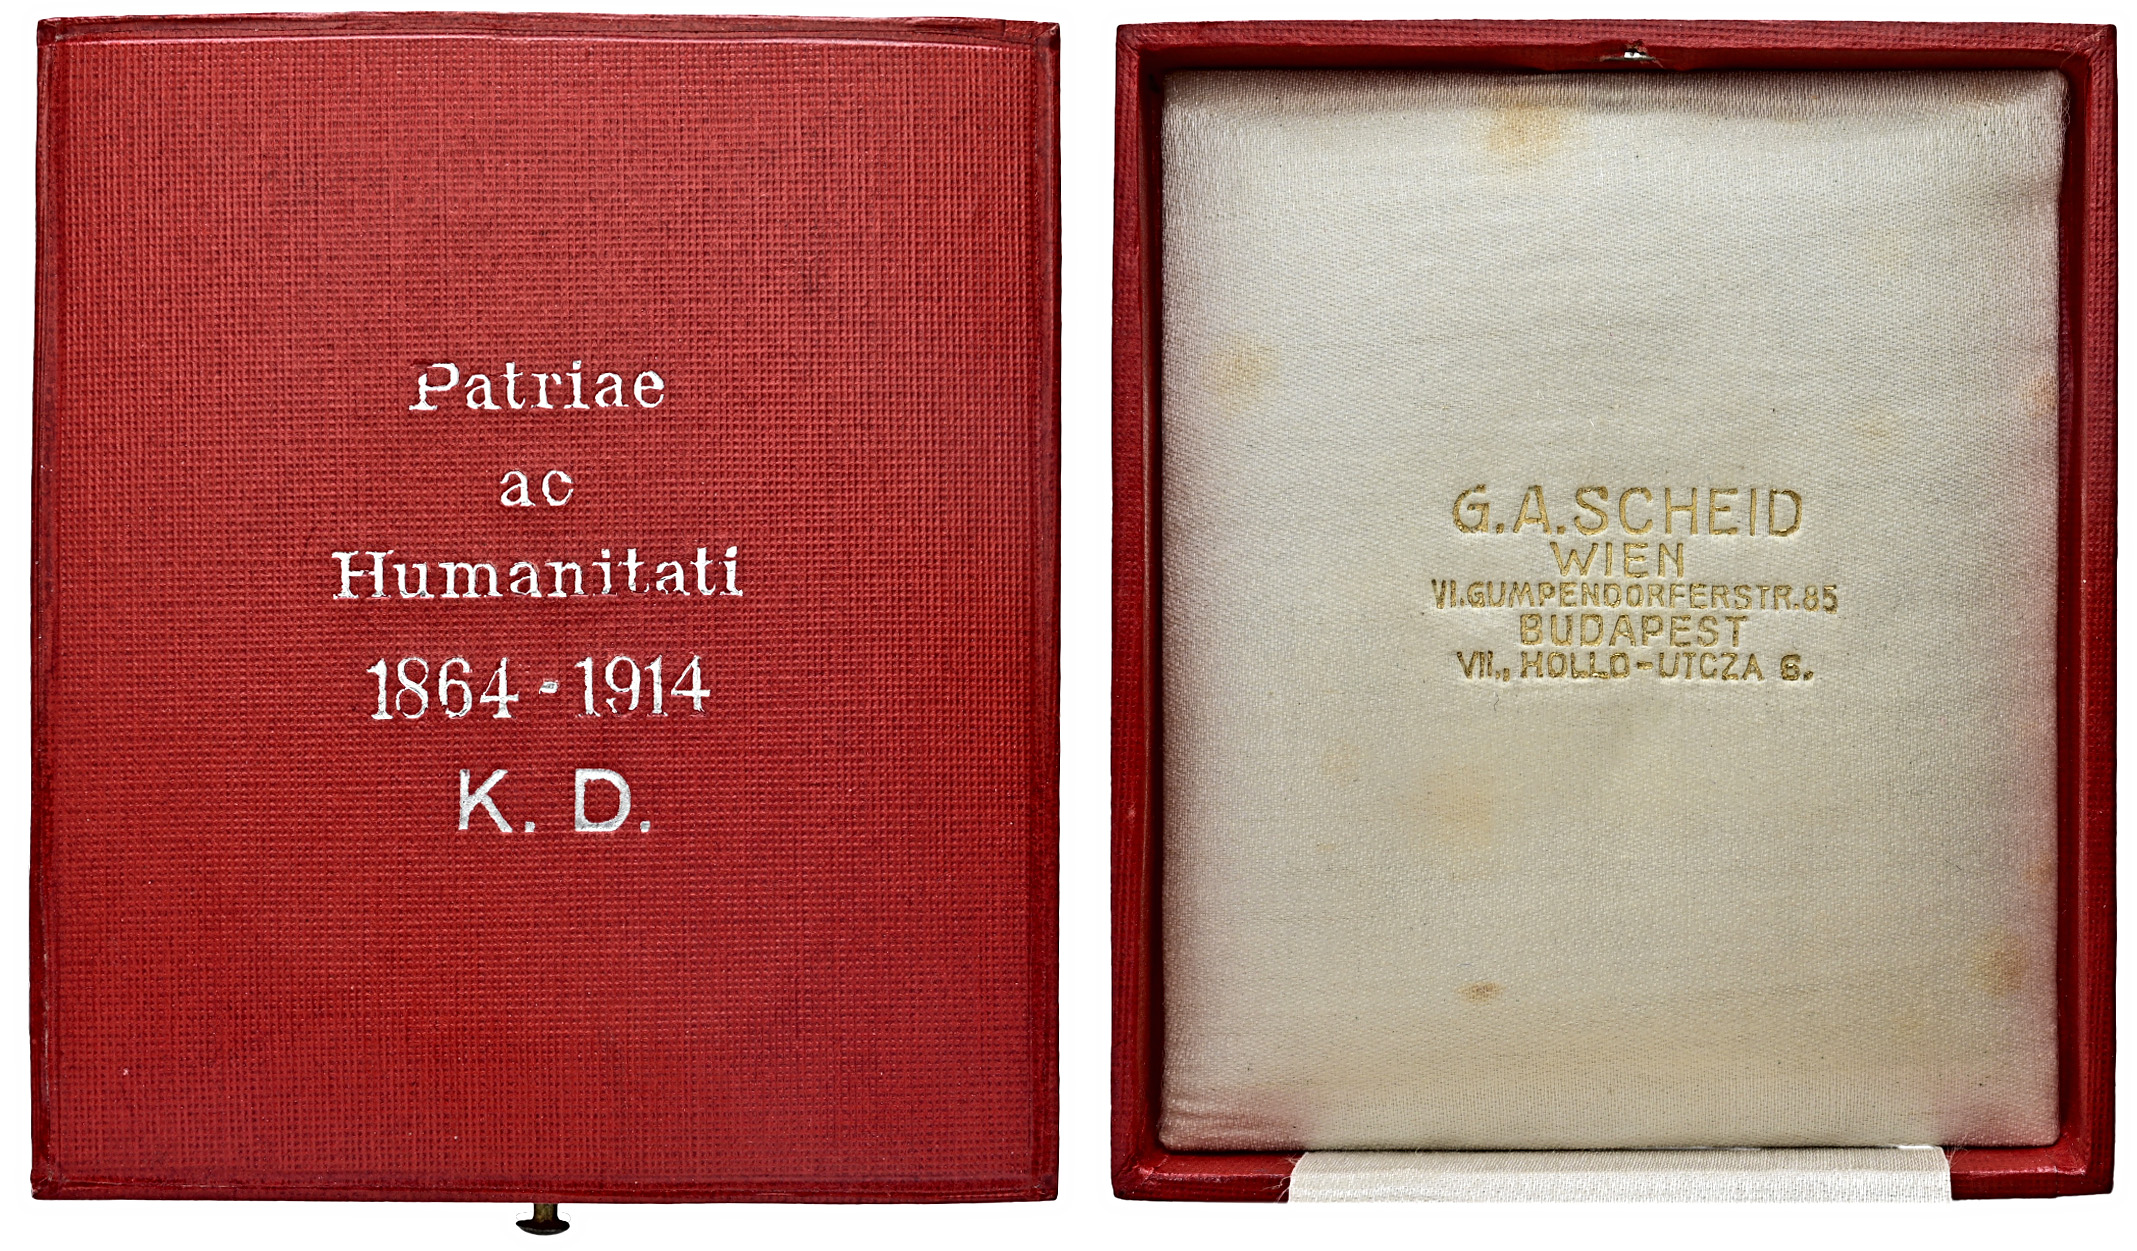 Patriae
ac
Humanitati
1864-1914
K. D.
G.A.SCHEID
WIEN
VI.GUMPENDORFERSTR.85
BUDAPEST
VII., HOLLO-UTCZA 6.